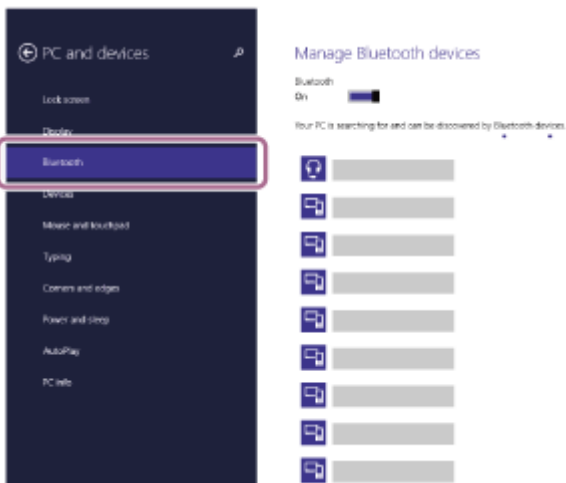 PC and devices
Lock screen
Display
Bluetooth
Devices
Mouse and touchpad
Typing
Corners and edges
Power and sleep
AutoPlay
PC info
Manage Bluetooth devices
Bluetooth
On
Your PC is searching for and can be discovered by Bluetooth devices